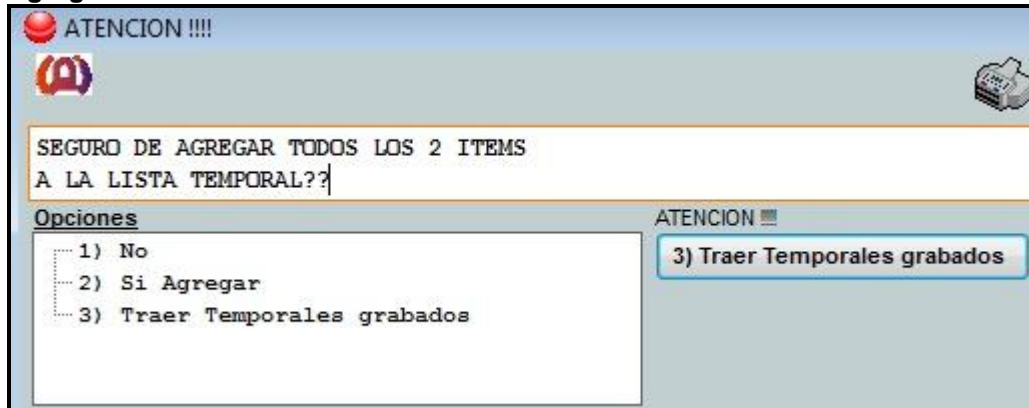 ATENCION !!!!
SEGURO DE AGREGAR TODOS LOS 2 ITEMS
A LA LISTA TEMPORAL??
Opciones
1) No
2) Si Agregar
3) Traer Temporales grabados
ATENCION !!!!
3) Traer Temporales grabados